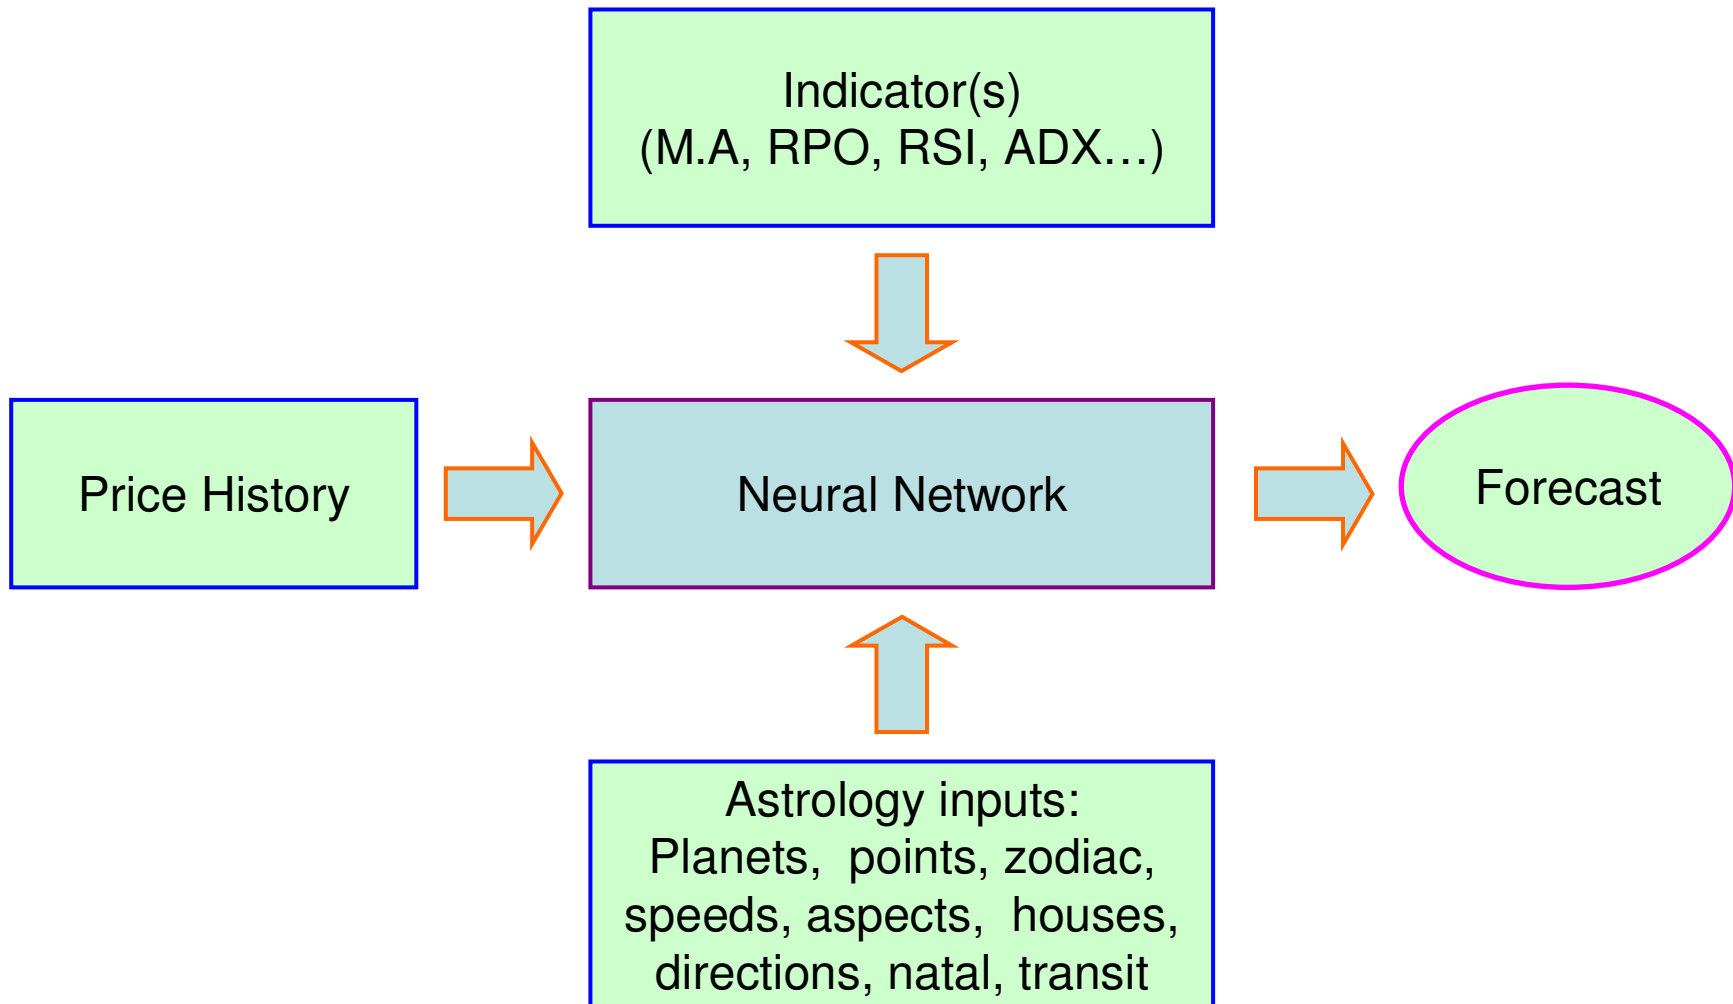 Indicator(s)
(M.A, RPO, RSI, ADX…)
Price History
Neural Network
Forecast
Astrology inputs:
Planets,  points, zodiac,
speeds, aspects,  houses,
directions, natal, transit